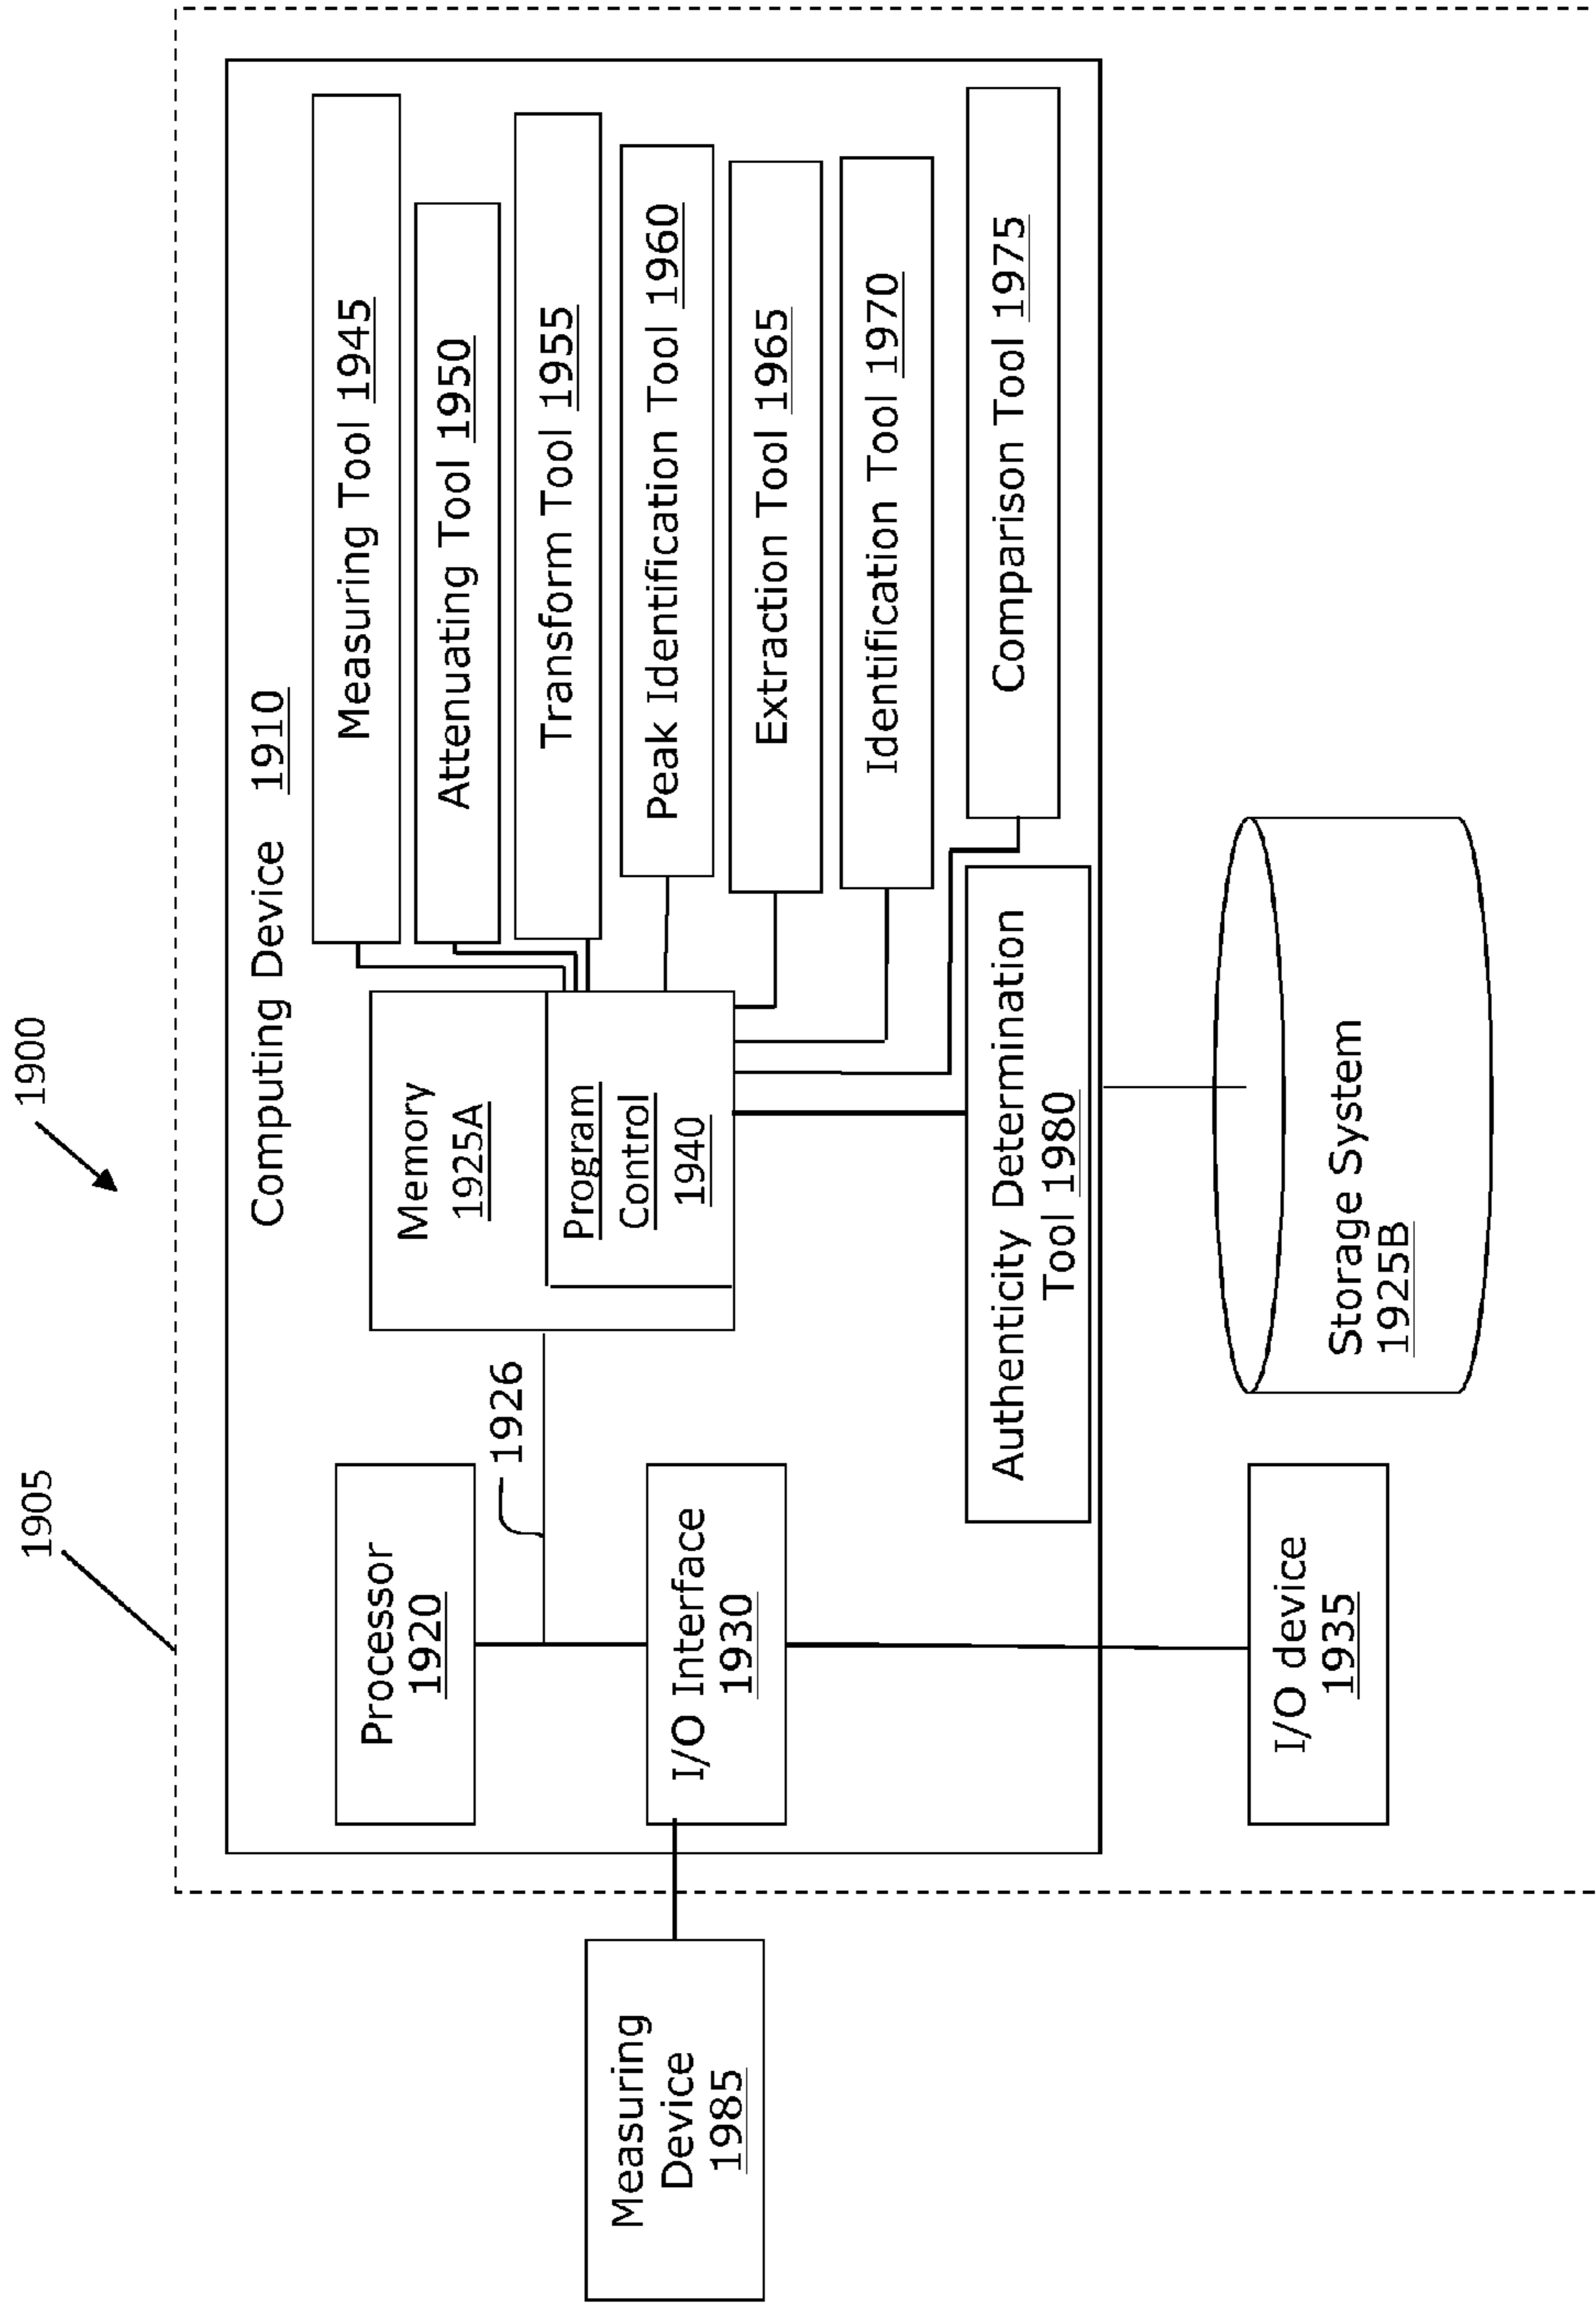 1900
1905
Computing Device 1910
Measuring Tool 1945
Attenuating Tool 1950
Transform Tool 1955
Peak Identification Tool 1960
Extraction Tool 1965
Identification Tool 1970
Comparison Tool 1975
Memory
1925A
Program
Control
1940
1926
Processor
1920
I/O Interface
1930
Authenticity Determination
Tool 1980
Measuring
Device
1985
I/O device
1935
Storage System
1925B